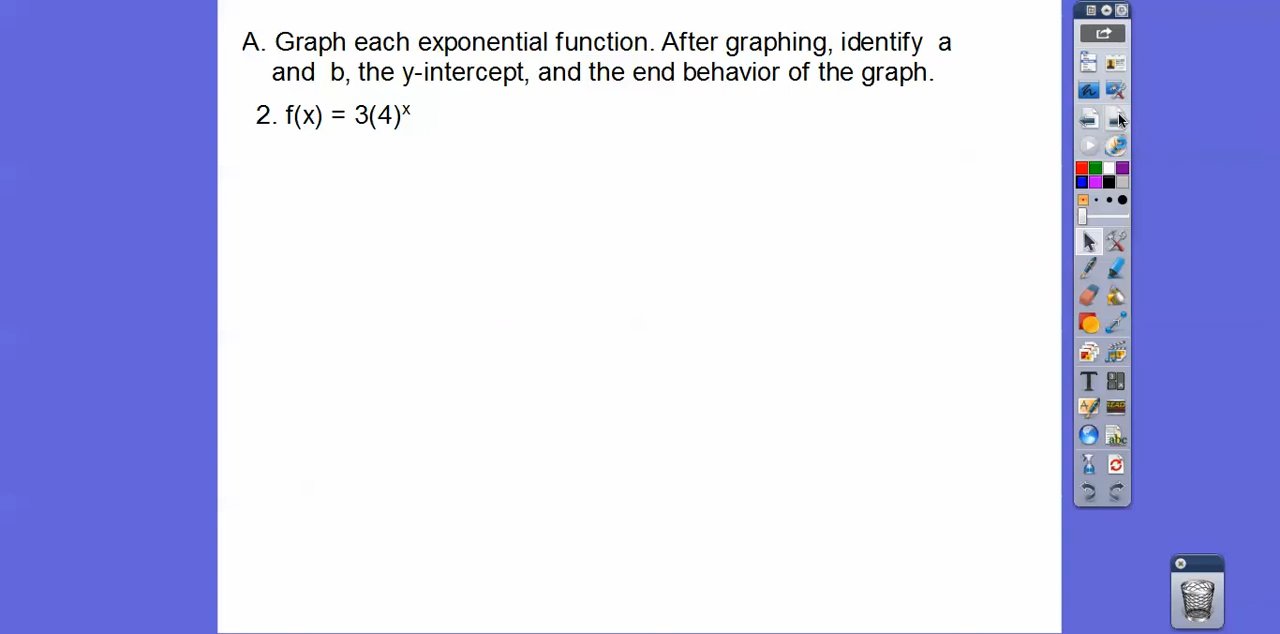 A. Graph each exponential function. After graphing, identify a
and b, the y-intercept, and the end behavior of the graph.
2. f(x) = 3(4)ˣ